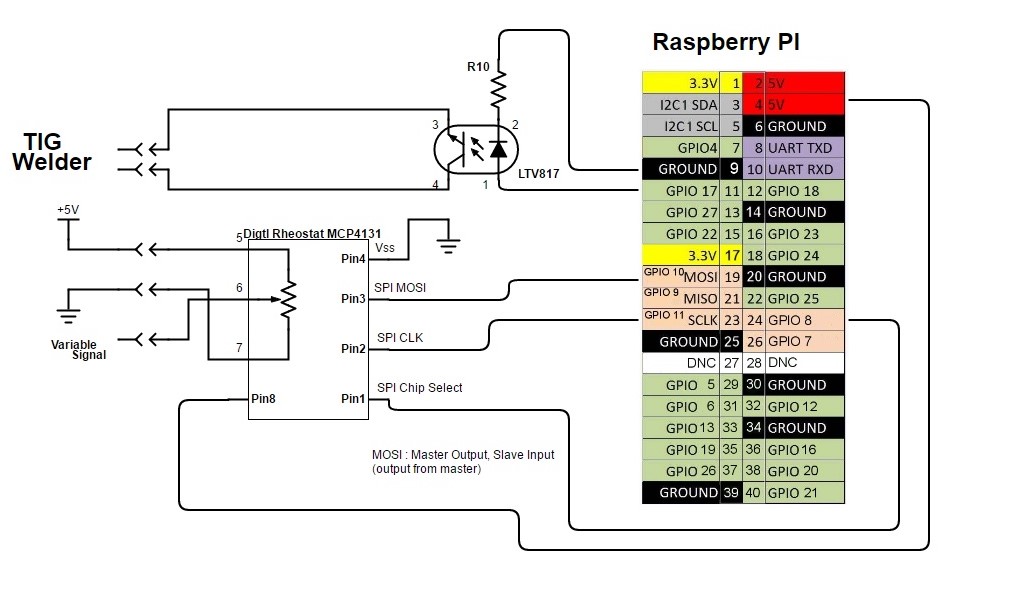 Raspberry PI
R10
3
2
4
1
LTV817
TIG
Welder
+5V
Digtl Rheostat MCP4131
5
6
7
Vss
Pin4
SPI MOSI
Pin3
SPI CLK
Pin2
SPI Chip Select
Pin1
Pin8
Variable
Signal
MOSI : Master Output, Slave Input
(output from master)
3.3V 1 2 5V
I2C1 SDA 3 4 5V
I2C1 SCL 5 6 GROUND
GPIO4 7 8 UART TXD
GROUND 9 10 UART RXD
GPIO 17 11 12 GPIO 18
GPIO 27 13 14 GROUND
GPIO 22 15 16 GPIO 23
3.3V 17 18 GPIO 24
GPIO 10 MOSI 19 20 GROUND
GPIO 9 MISO 21 22 GPIO 25
GPIO 11 SCLK 23 24 GPIO 8
GROUND 25 26 GPIO 7
DNC 27 28 DNC
GPIO 5 29 30 GROUND
GPIO 6 31 32 GPIO 12
GPIO 13 33 34 GROUND
GPIO 19 35 36 GPIO 16
GPIO 26 37 38 GPIO 20
GROUND 39 40 GPIO 21